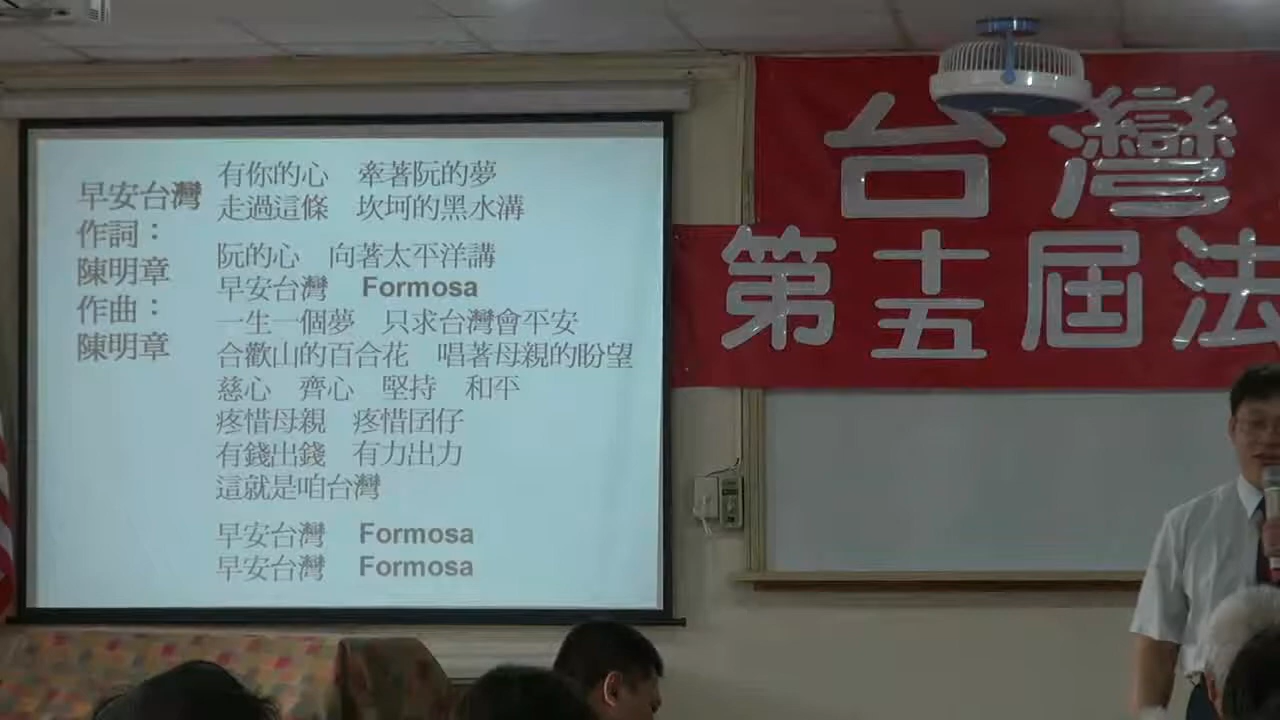 早安台灣
作詞：
陳明章
作曲：
陳明章
有你的心 牽著阮的夢
走過這條 坎坷的黑水溝
阮的心 向著太平洋講
早安台灣 Formosa
一生一個夢 只求台灣會平安
合歡山的百合花 唱著母親的盼望
慈心 齊心 堅持 和平
疼惜母親 疼惜囝仔
有錢出錢 有力出力
這就是咱台灣
早安台灣 Formosa
早安台灣 Formosa
台灣
第十五屆法